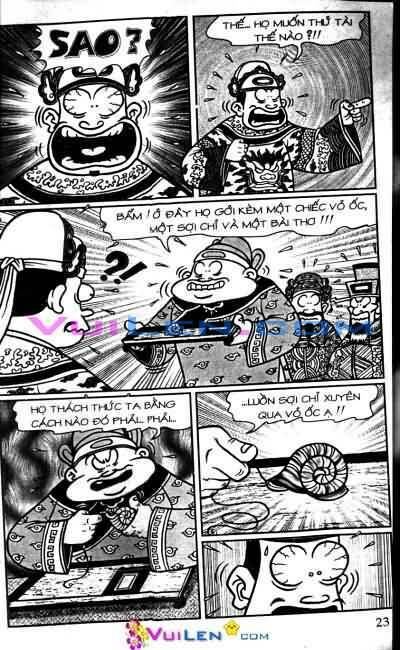 SAO?
THẾ... HỌ MUỐN THỬ TÀI
THẾ NÀO ?!!
BẨM ! Ở ĐÂY HỌ GỞI KÈM MỘT CHIẾC VỎ ỐC,
MỘT SỢI CHỈ VÀ MỘT BÀI THƠ !!!
?!
VUILEN.COM
HỌ THÁCH THỨC TA BẰNG
CÁCH NÀO ĐÓ PHẢI... PHẢI...
...LUỒN SỢI CHỈ XUYÊN
QUA VỎ ỐC Ạ !!
23
VUILEN.COM